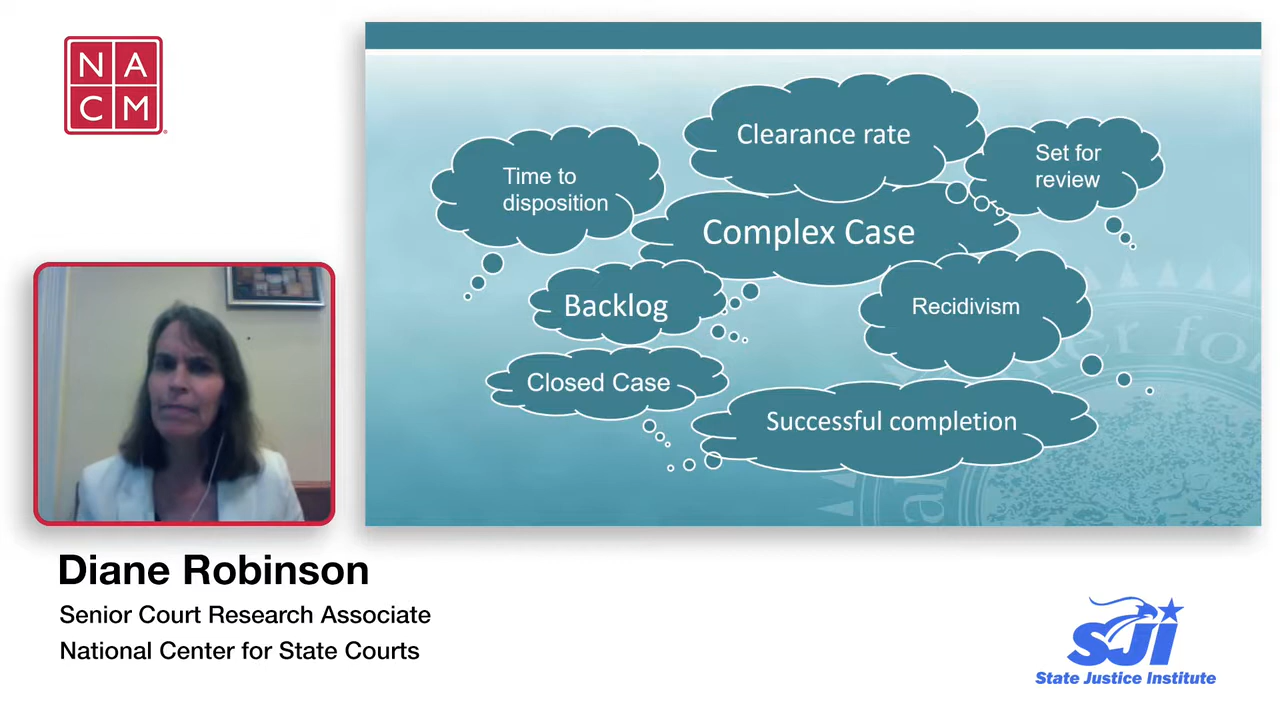 N A
C M
Clearance rate
Set for
review
Time to
disposition
Complex Case
Backlog
Recidivism
Closed Case
Successful completion
Diane Robinson
Senior Court Research Associate
National Center for State Courts
SJI
State Justice Institute